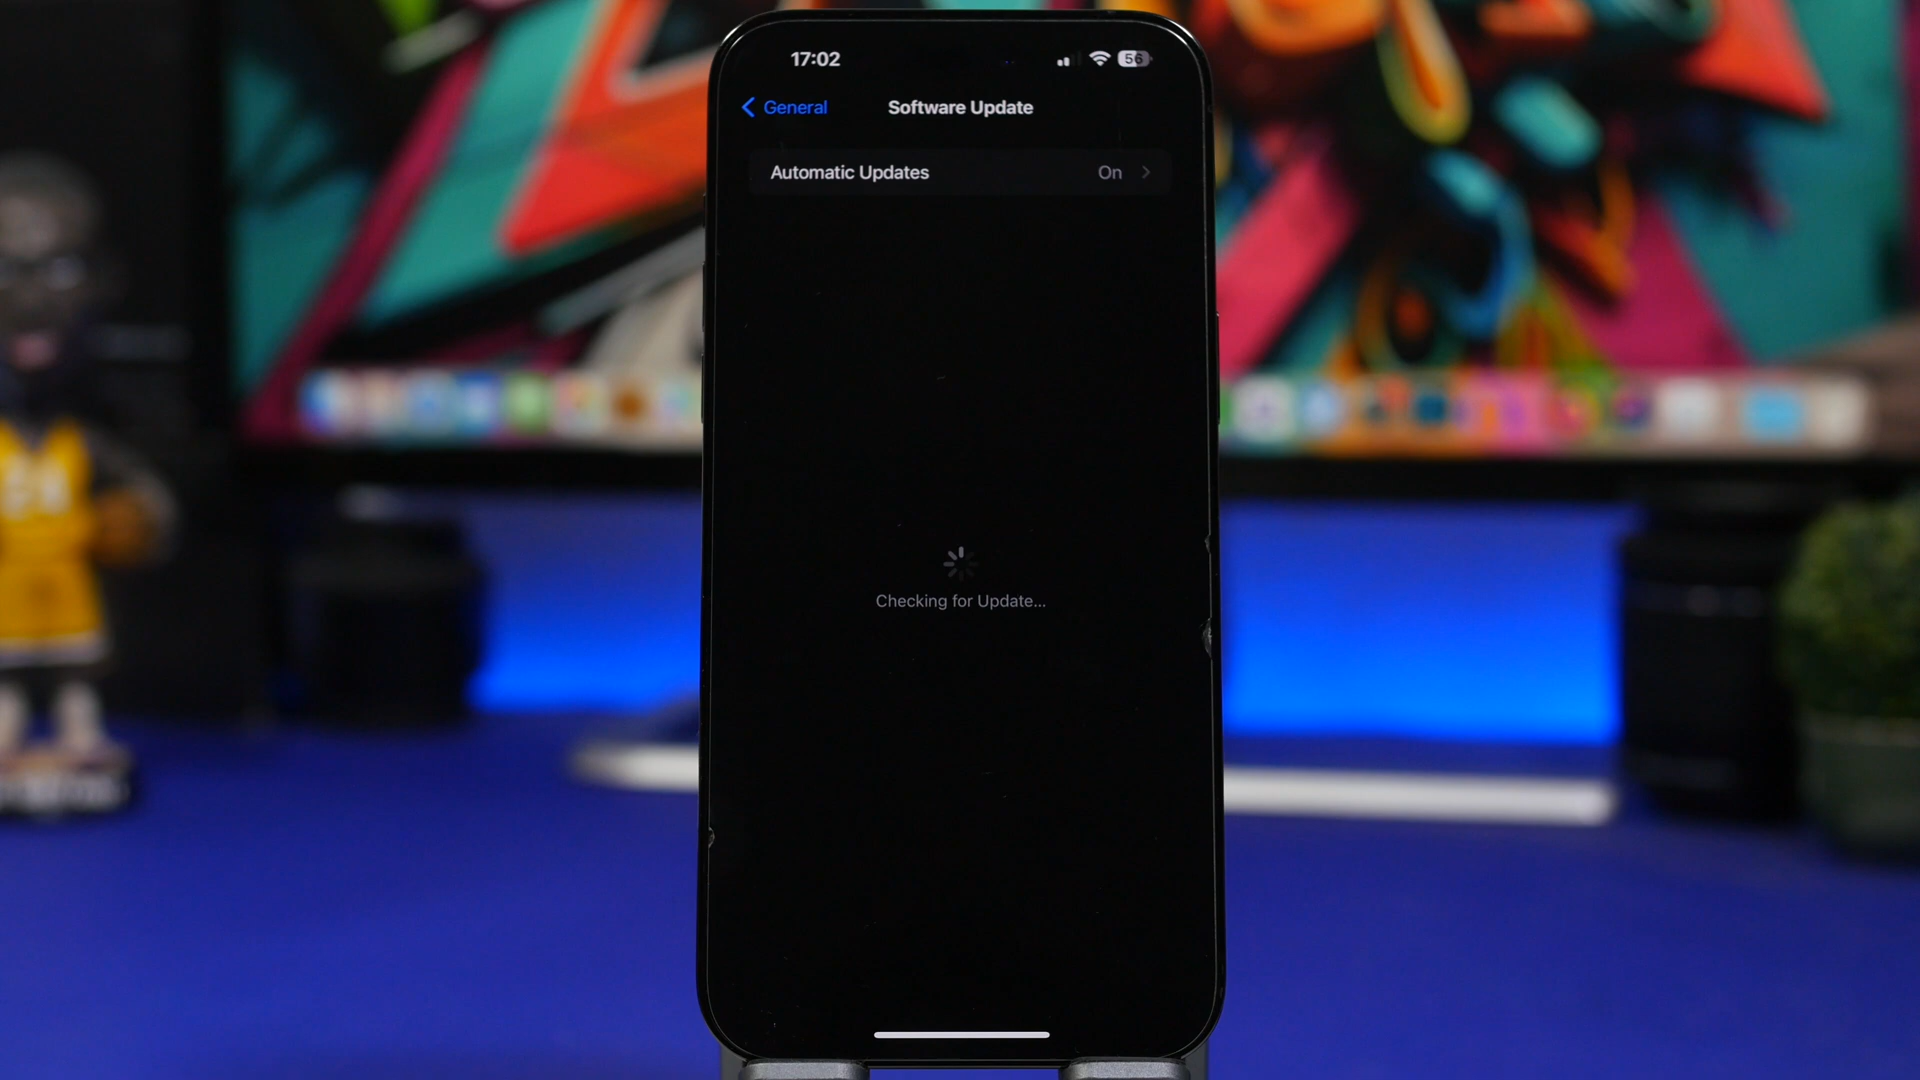 17:02
56
General
Software Update
Automatic Updates
On
Checking for Update...